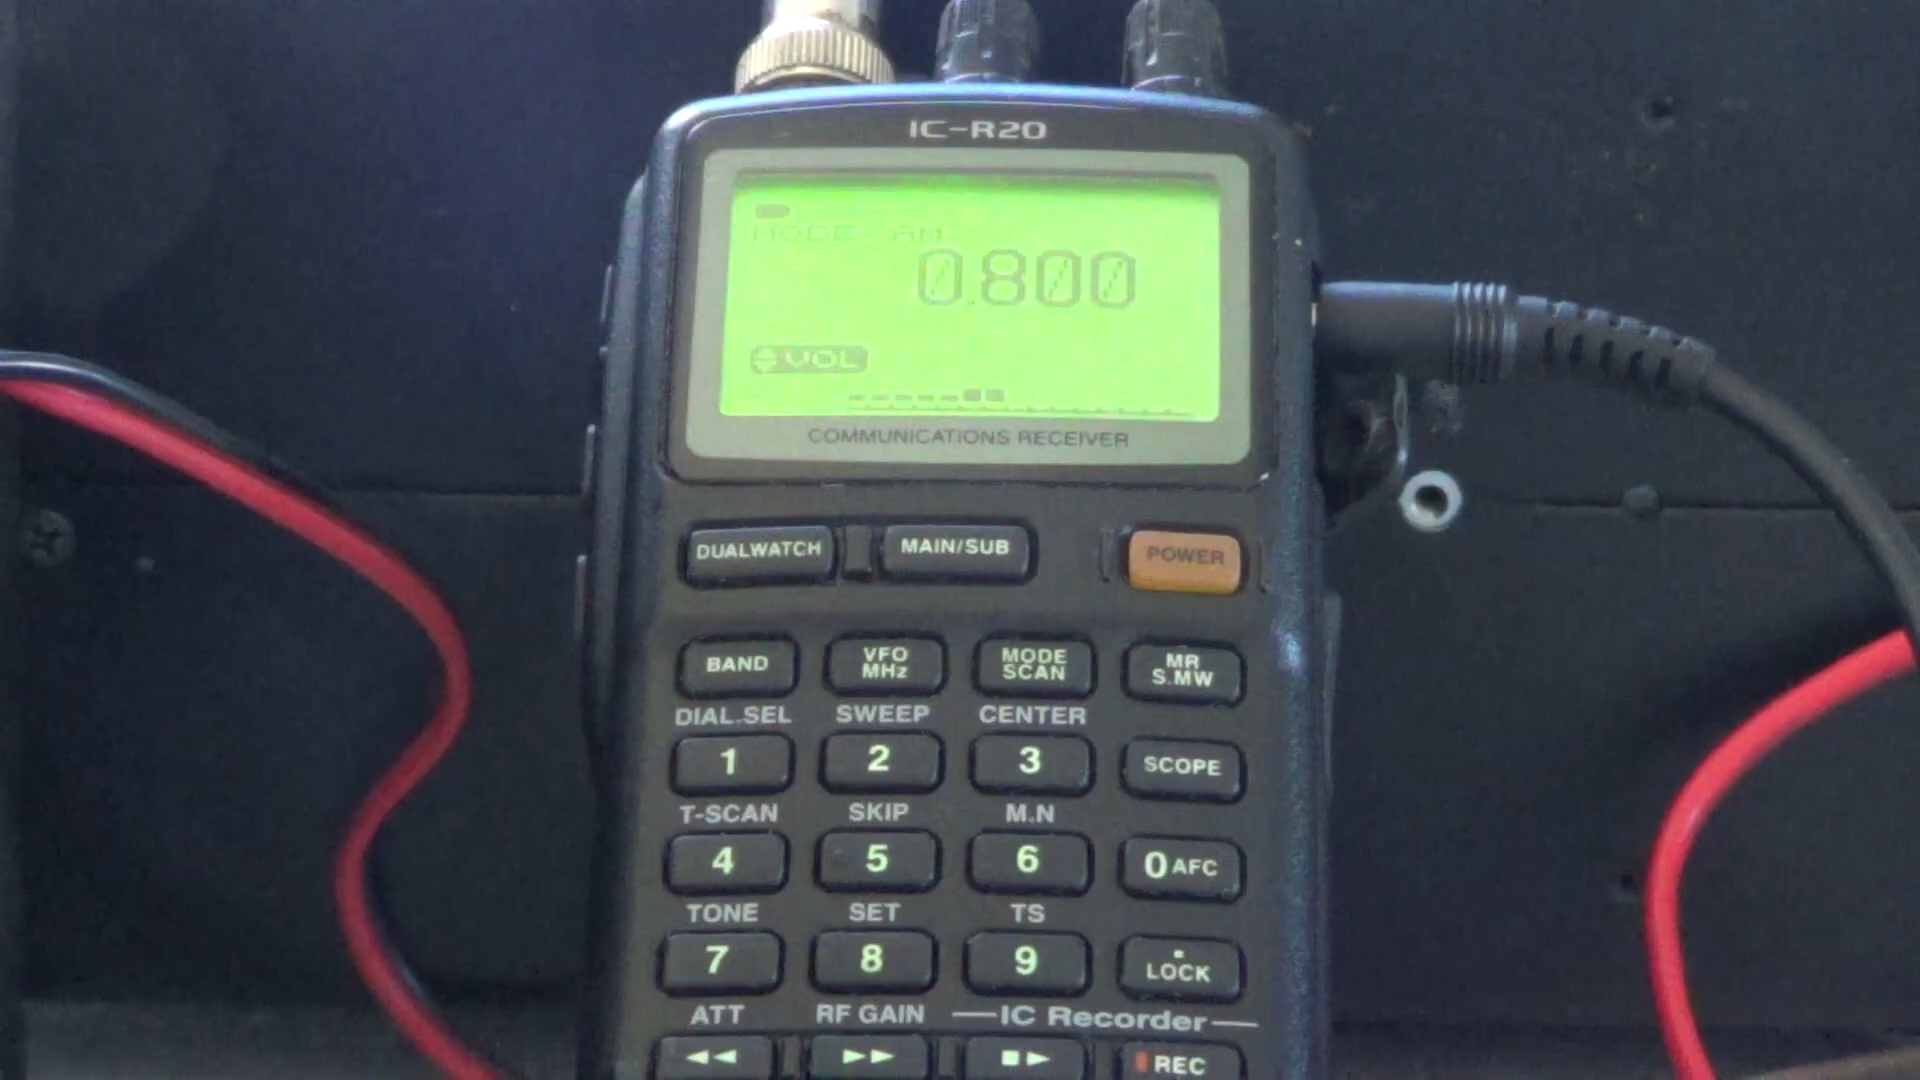 IC-R20
MODE AM
0.800
VOL
COMMUNICATIONS RECEIVER
DUALWATCH MAIN/SUB POWER
BAND VFO MHz MODE SCAN MR S.MW
DIAL.SEL SWEEP CENTER
1 2 3 SCOPE
T-SCAN SKIP M.N
4 5 6 0 AFC
TONE SET TS
7 8 9 . LOCK
ATT RF GAIN IC Recorder
◄◄ ►► ■► REC